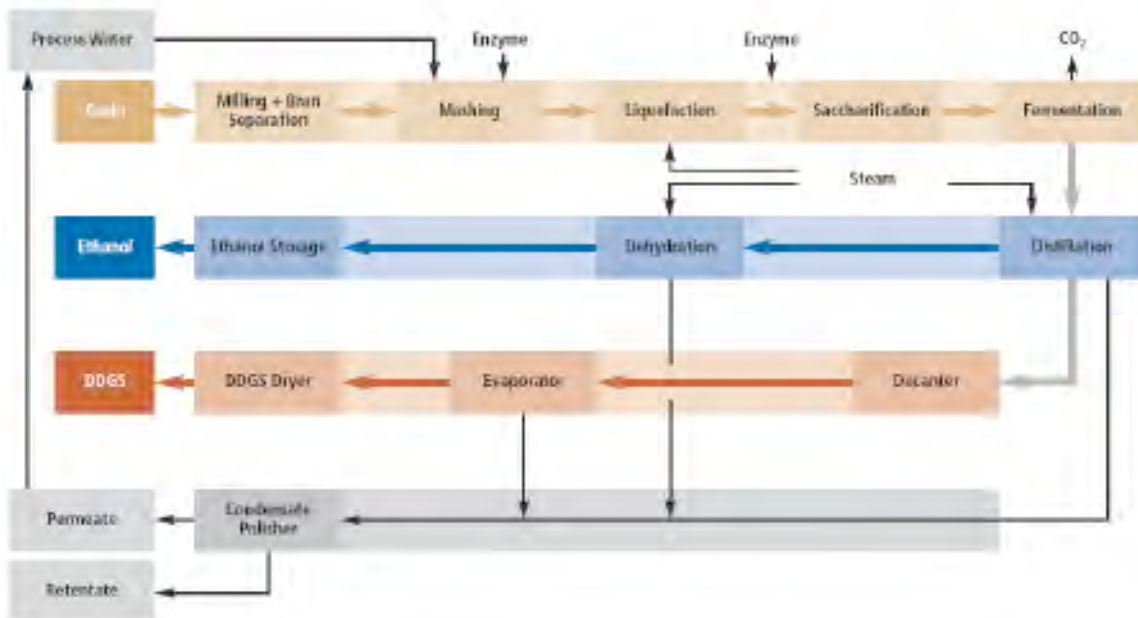 Process Water
Enzyme
Enzyme
CO₂
Grain
Milling + Bran
Separation
Mashing
Liquefaction
Saccharification
Fermentation
Steam
Ethanol
Ethanol Storage
Dehydration
Distillation
DDGS
DDGS Dryer
Evaporator
Decanter
Permeate
Condensate
Polisher
Retentate